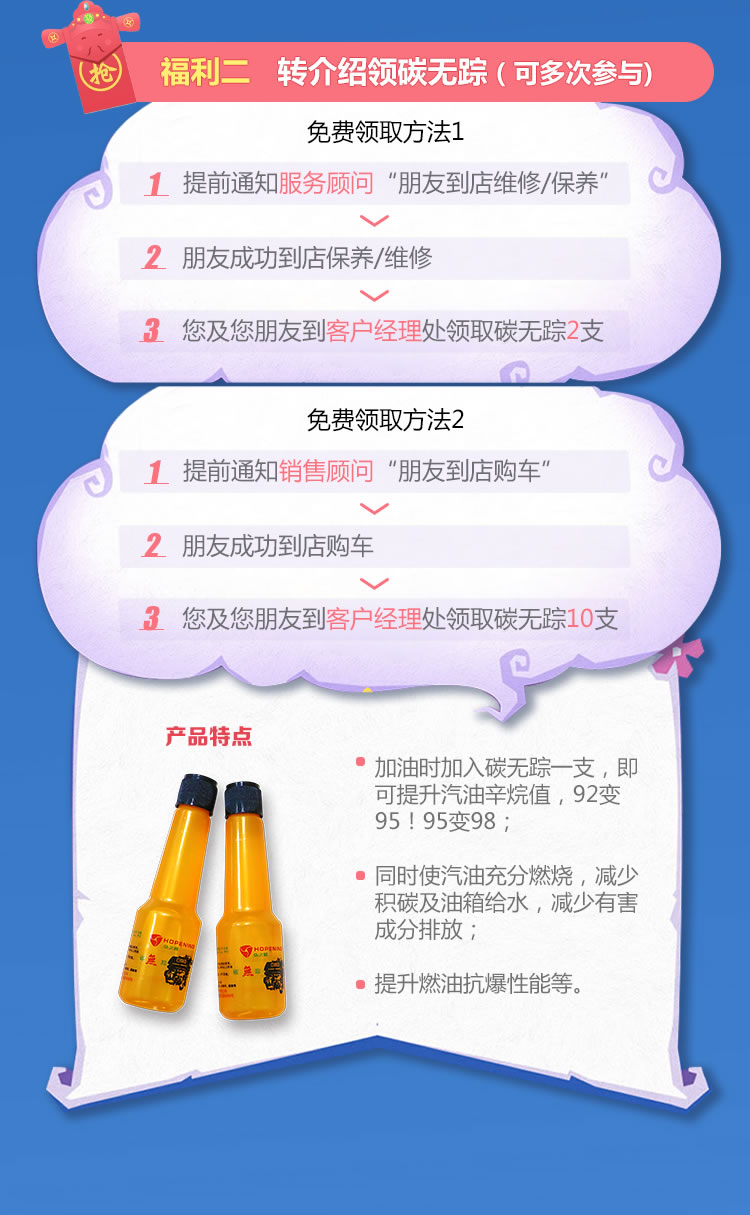 抢
福利二 转介绍领碳无踪（可多次参与)
免费领取方法1
1 提前通知服务顾问“朋友到店维修/保养”
2 朋友成功到店保养/维修
3 您及您朋友到客户经理处领取碳无踪2支
免费领取方法2
1 提前通知销售顾问“朋友到店购车”
2 朋友成功到店购车
3 您及您朋友到客户经理处领取碳无踪10支
产品特点
加油时加入碳无踪一支，即
可提升汽油辛烷值，92变
95！95变98；
同时使汽油充分燃烧，减少
积碳及油箱给水，减少有害
成分排放；
提升燃油抗爆性能等。
HOPENING
無
HOPENING
無